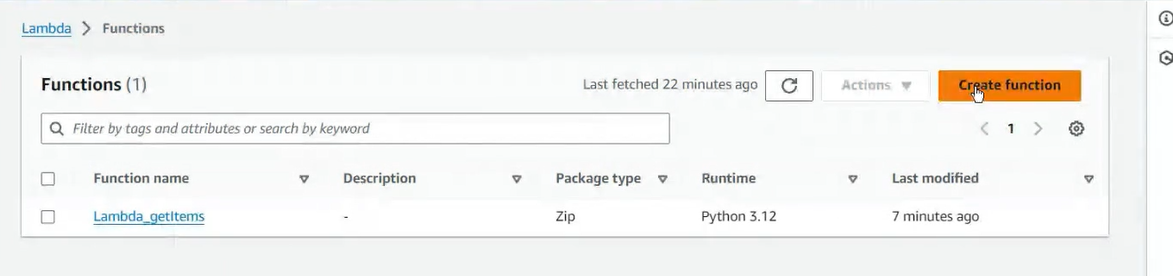 Lambda > Functions
Functions (1) Last fetched 22 minutes ago Actions Create function
Filter by tags and attributes or search by keyword
< 1 >
Function name Description Package type Runtime Last modified
Lambda_getItems - Zip Python 3.12 7 minutes ago